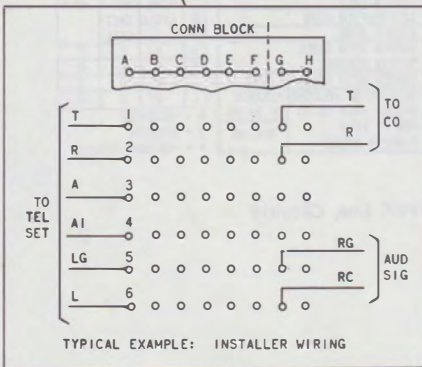 CONN BLOCK
A B C D E F G H
T 1 T
R 2 R
TO CO
A 3
TO TEL SET
A1 4
LG 5 RG
AUD SIG
L 6 RC
TYPICAL EXAMPLE: INSTALLER WIRING